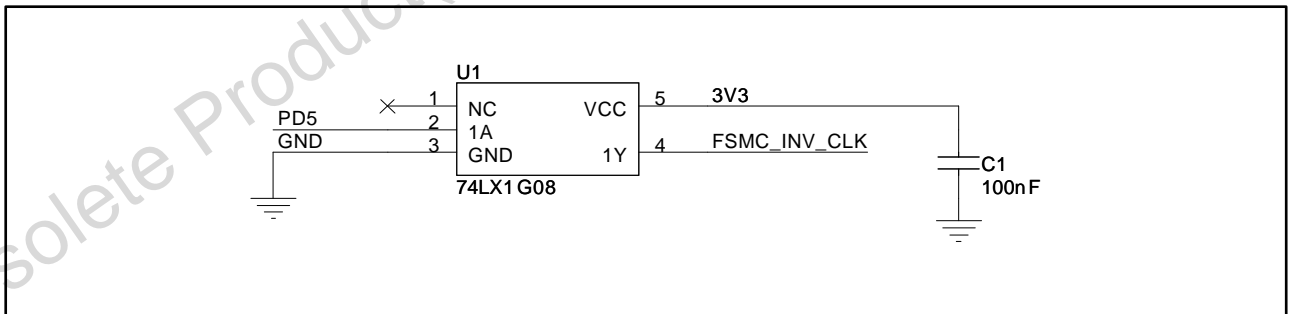 solete Product
U1
1 NC VCC 5 3V3
PD5 2 1A
GND 3 GND 1Y 4 FSMC_INV_CLK
74LX1G08
C1
100nF